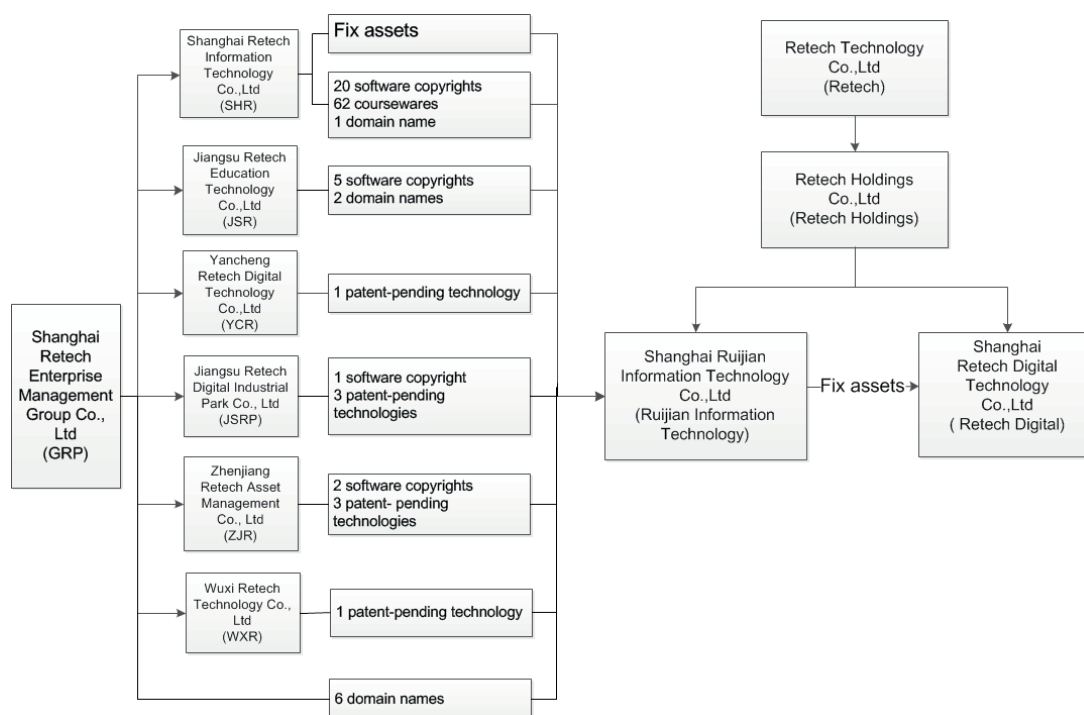 Shanghai Retech
Information
Technology
Co.,Ltd
(SHR)
Fix assets
20 software copyrights
62 coursewares
1 domain name
Jiangsu Retech
Education
Technology
Co.,Ltd
(JSR)
5 software copyrights
2 domain names
Yancheng
Retech Digital
Technology
Co.,Ltd
(YCR)
1 patent-pending technology
Shanghai
Retech
Enterprise
Management
Group Co.,
Ltd
(GRP)
Jiangsu Retech
Digital Industrial
Park Co., Ltd
(JSRP)
1 software copyright
3 patent-pending
technologies
Zhenjiang
Retech Asset
Management
Co., Ltd
(ZJR)
2 software copyrights
3 patent- pending
technologies
Wuxi Retech
Technology Co.,
Ltd
(WXR)
1 patent-pending technology
6 domain names
Retech Technology
Co.,Ltd
(Retech)
Retech Holdings
Co.,Ltd
(Retech Holdings)
Shanghai Ruijian
Information Technology
Co.,Ltd
(Ruijian Information
Technology)
Fix assets
Shanghai
Retech Digital
Technology
Co.,Ltd
( Retech Digital)